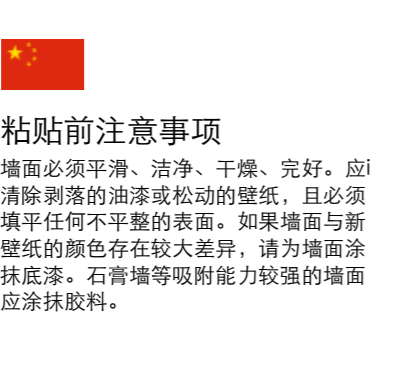 粘贴前注意事项
墙面必须平滑、洁净、干燥、完好。应i
清除剥落的油漆或松动的壁纸，且必须
填平任何不平整的表面。如果墙面与新
壁纸的颜色存在较大差异，请为墙面涂
抹底漆。石膏墙等吸附能力较强的墙面
应涂抹胶料。